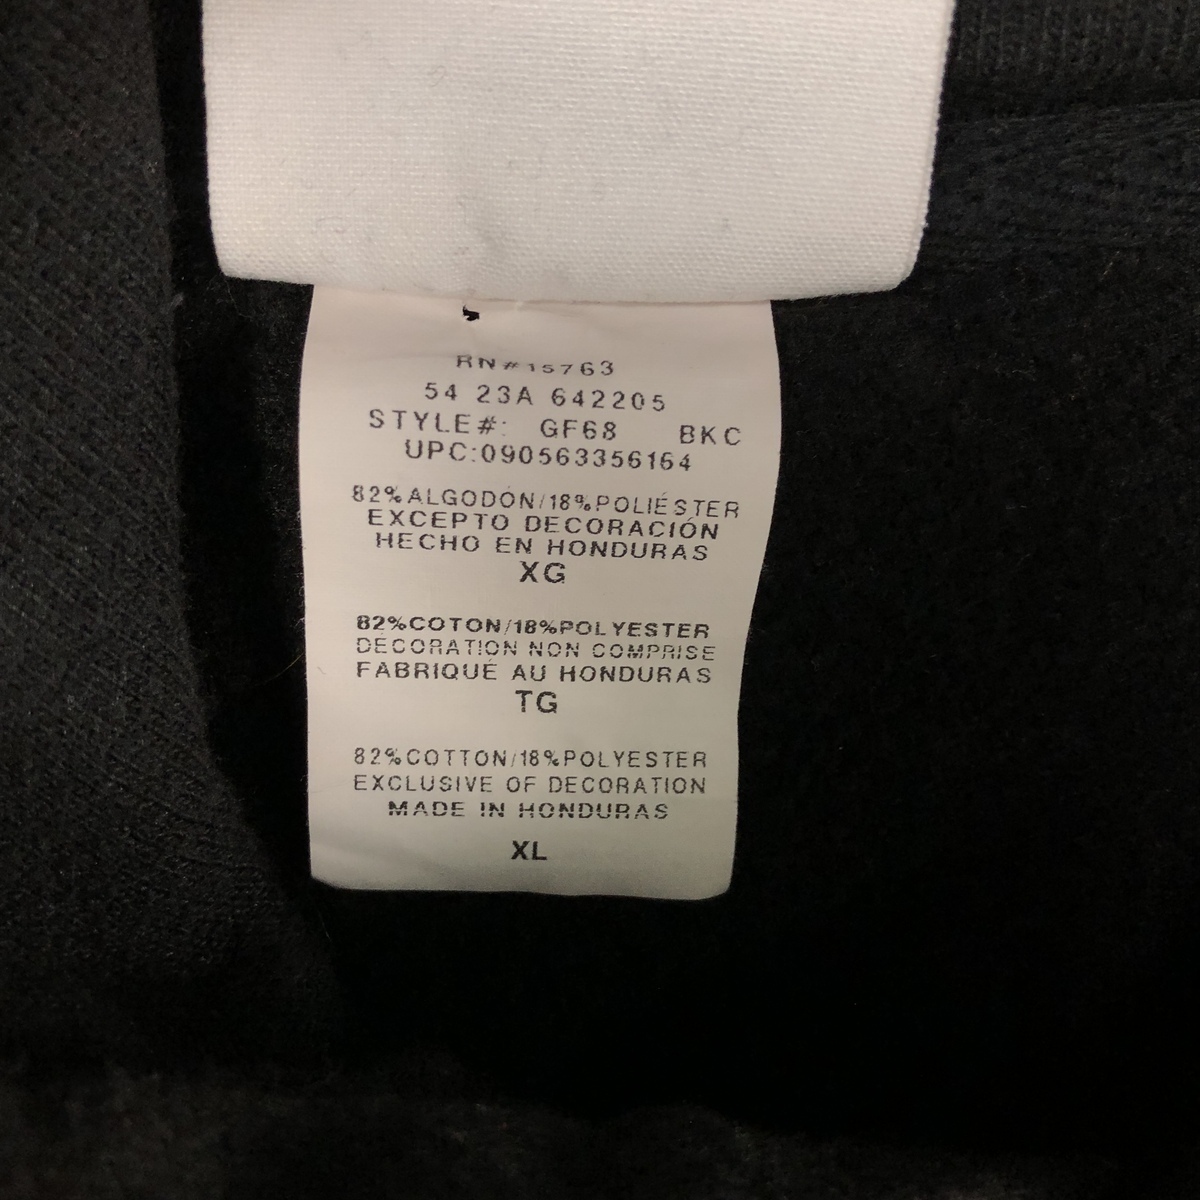 RN#15763
54 23A 642205
STYLE#: GF68 BKC
UPC:090563356164
82%ALGODÓN/18%POLIÉSTER
EXCEPTO DECORACIÓN
HECHO EN HONDURAS
XG
82%COTON/18%POLYESTER
DECORATION NON COMPRISE
FABRIQUÉ AU HONDURAS
TG
82%COTTON/18%POLYESTER
EXCLUSIVE OF DECORATION
MADE IN HONDURAS
XL